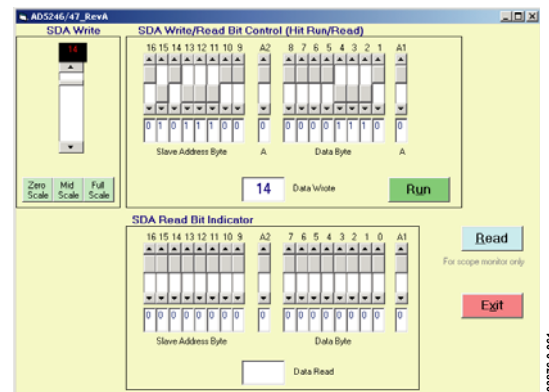 ADS246/47_RevA
SDA Write
SDA Write/Read Bit Control (Hit Run/Read)
14
16 15 14 13 12 11 10 9 A2 8 7 6 5 4 3 2 1 A1
0 1 0 1 1 1 0 0 0 0 0 0 0 1 1 1 0 0
Slave Address Byte A Data Byte A
Zero Scale
Mid Scale
Full Scale
14 Data Wrote
Run
SDA Read Bit Indicator
16 15 14 13 12 11 10 9 A2 7 6 5 4 3 2 1 0 A1
0 0 0 0 0 0 0 0 0 0 0 0 0 0 0 0 0 0
Slave Address Byte Data Byte
Data Read
Read
For scope monitor only
Exit